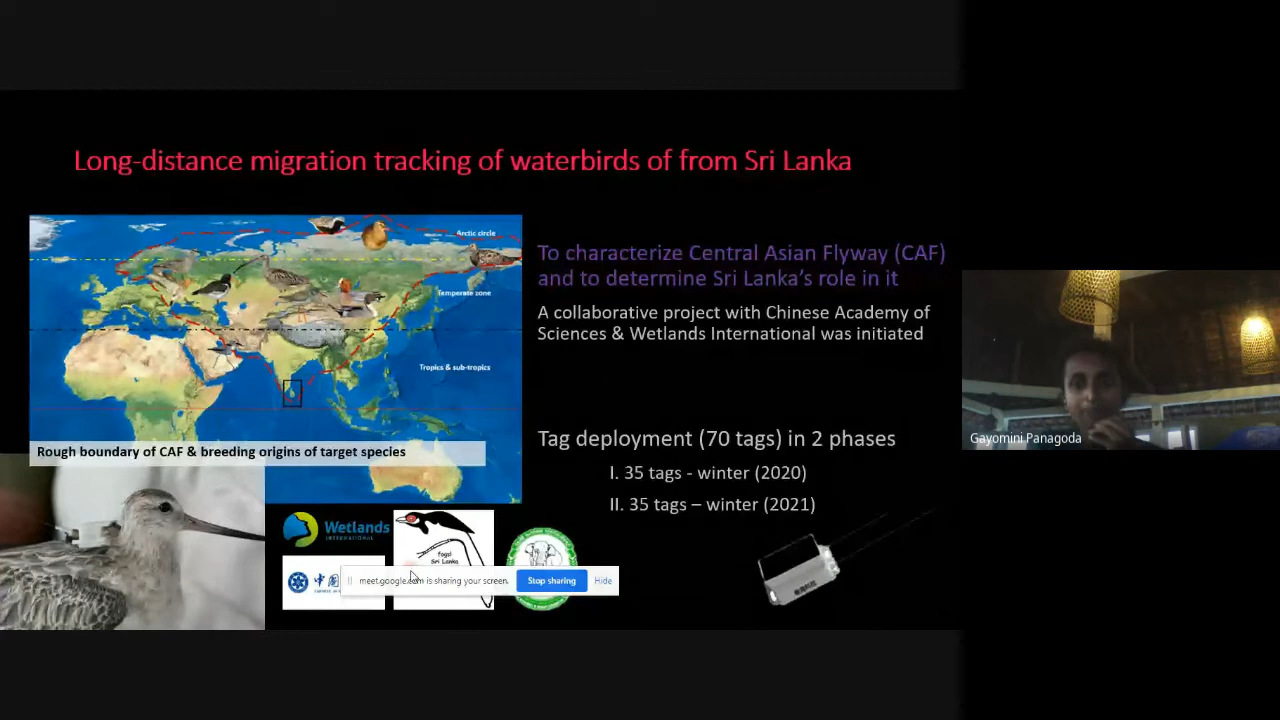 Long-distance migration tracking of waterbirds of from Sri Lanka
Arctic circle
Temperate zone
Tropics & sub-tropics
Rough boundary of CAF & breeding origins of target species
To characterize Central Asian Flyway (CAF)
and to determine Sri Lanka's role in it
A collaborative project with Chinese Academy of
Sciences & Wetlands International was initiated
Tag deployment (70 tags) in 2 phases
I. 35 tags - winter (2020)
II. 35 tags – winter (2021)
Wetlands
INTERNATIONAL
fogsl
Sri Lanka
中
meet.google.com is sharing your screen.
Stop sharing
Hide
Gayomini Panagoda